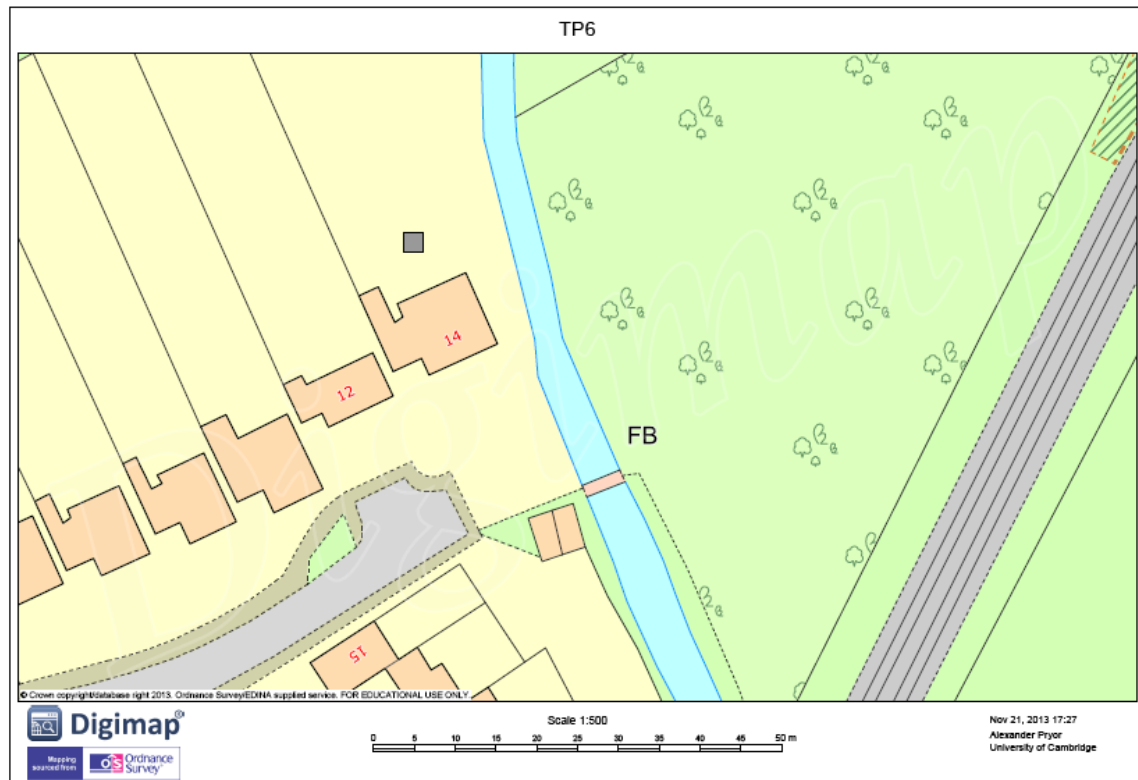 TP6
14
12
FB
15
Digimap
© Crown copyright/database right 2013. Ordnance Survey/EDINA supplied service. FOR EDUCATIONAL USE ONLY.
Digimap®
Mapping
sourced from
OS Ordnance
Survey®
Scale 1:500
0 5 10 15 20 25 30 35 40 45 50 m
Nov 21, 2013 17:27
Alexander Pryor
University of Cambridge